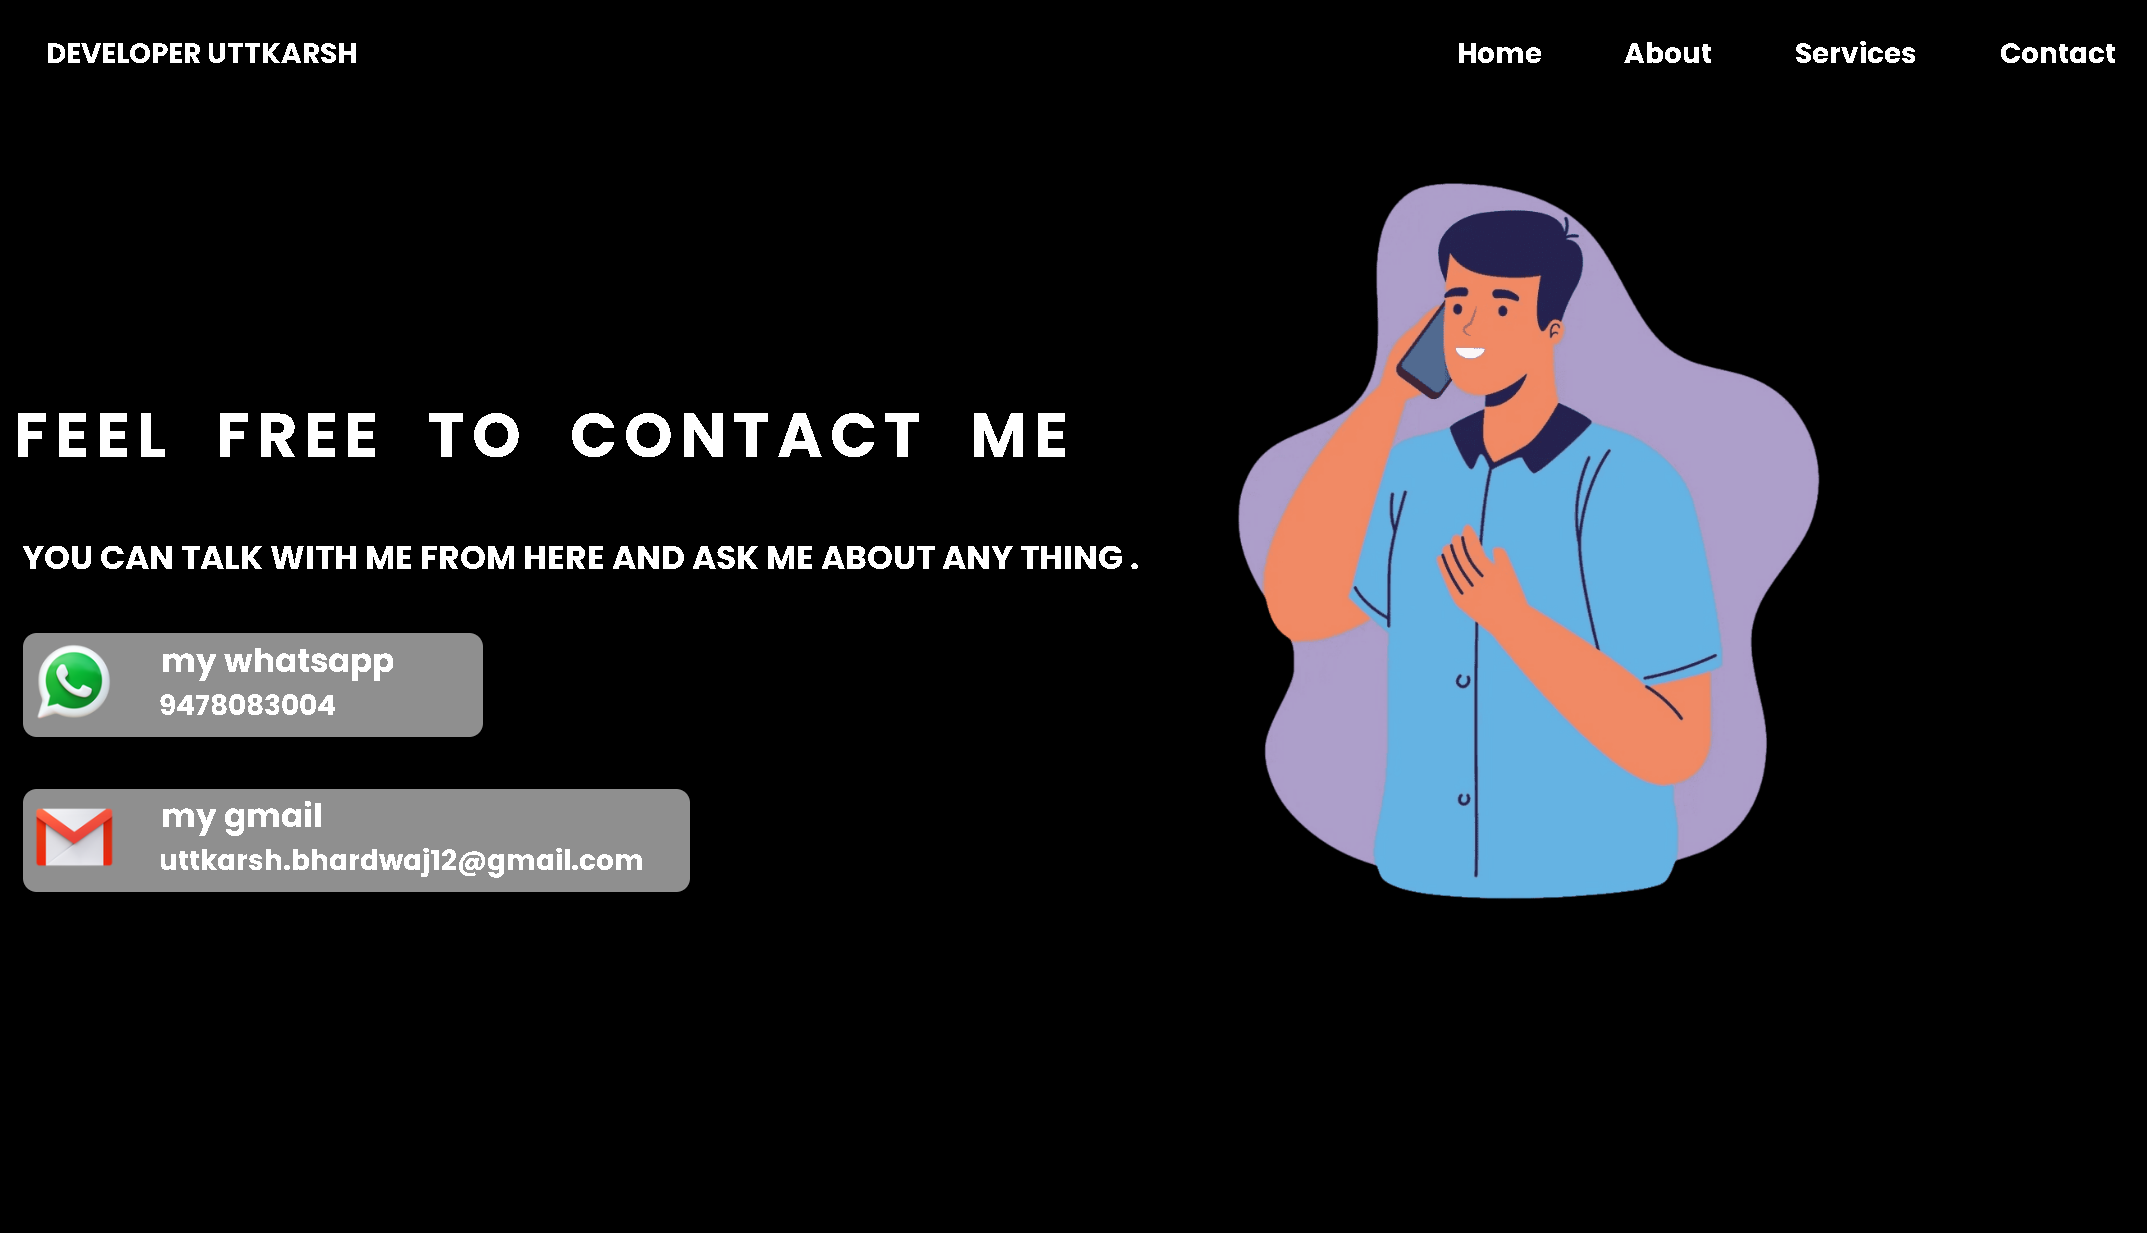 DEVELOPER UTTKARSH
Home About Services Contact
FEEL FREE TO CONTACT ME
YOU CAN TALK WITH ME FROM HERE AND ASK ME ABOUT ANY THING .
my whatsapp
9478083004
my gmail
uttkarsh.bhardwaj12@gmail.com